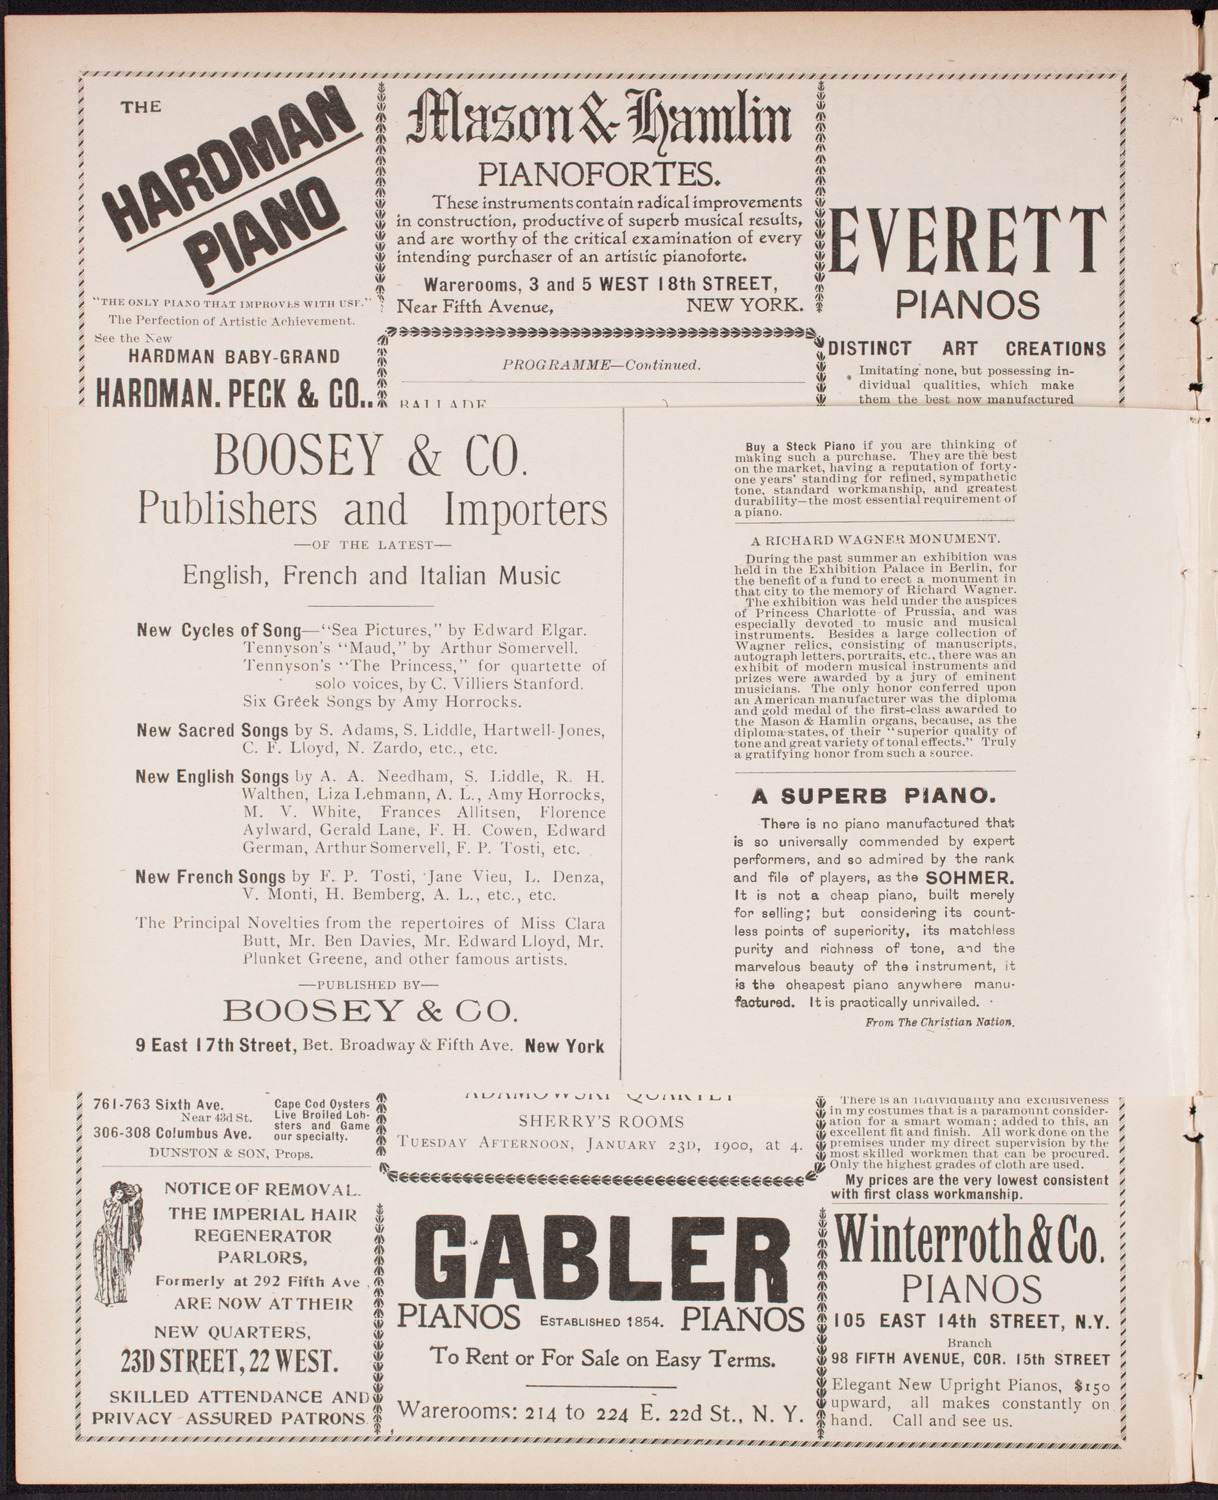 THE
HARDMAN
PIANO
"THE ONLY PIANO THAT IMPROVES WITH USE."
The Perfection of Artistic Achievement.
See the New
HARDMAN BABY-GRAND
HARDMAN, PECK & CO.,
Mason & Hamlin
PIANOFORTES.
These instruments contain radical improvements
in construction, productive of superb musical results,
and are worthy of the critical examination of every
intending purchaser of an artistic pianoforte.
Warerooms, 3 and 5 WEST 18th STREET,
Near Fifth Avenue, NEW YORK.
PROGRAMME—Continued.
BALLADE
EVERETT
PIANOS
DISTINCT ART CREATIONS
Imitating none, but possessing in-
dividual qualities, which make
them the best now manufactured
BOOSEY & CO.
Publishers and Importers
—OF THE LATEST—
English, French and Italian Music
New Cycles of Song—"Sea Pictures," by Edward Elgar.
Tennyson's "Maud," by Arthur Somervell.
Tennyson's "The Princess," for quartette of
solo voices, by C. Villiers Stanford.
Six Greek Songs by Amy Horrocks.
New Sacred Songs by S. Adams, S. Liddle, Hartwell-Jones,
C. F. Lloyd, N. Zardo, etc., etc.
New English Songs by A. A. Needham, S. Liddle, R. H.
Walthen, Liza Lehmann, A. L., Amy Horrocks,
M. V. White, Frances Allitsen, Florence
Aylward, Gerald Lane, F. H. Cowen, Edward
German, Arthur Somervell, F. P. Tosti, etc.
New French Songs by F. P. Tosti, Jane Vieu, L. Denza,
V. Monti, H. Bemberg, A. L., etc., etc.
The Principal Novelties from the repertoires of Miss Clara
Butt, Mr. Ben Davies, Mr. Edward Lloyd, Mr.
Plunket Greene, and other famous artists.
—PUBLISHED BY—
BOOSEY & CO.
9 East 17th Street, Bet. Broadway & Fifth Ave. New York
Buy a Steck Piano if you are thinking of
making such a purchase. They are the best
on the market, having a reputation of forty-
one years' standing for refined, sympathetic
tone, standard workmanship, and greatest
durability—the most essential requirement of
a piano.
A RICHARD WAGNER MONUMENT.
During the past summer an exhibition was
held in the Exhibition Palace in Berlin, for
the benefit of a fund to erect a monument in
that city to the memory of Richard Wagner.
The exhibition was held under the auspices
of Princess Charlotte of Prussia, and was
especially devoted to music and musical
instruments. Besides a large collection of
Wagner relics, consisting of manuscripts,
autograph letters, portraits, etc., there was an
exhibit of modern musical instruments and
prizes were awarded by a jury of eminent
musicians. The only honor conferred upon
an American manufacturer was the diploma
and gold medal of the first-class awarded to
the Mason & Hamlin organs, because, as the
diploma states, of their "superior quality of
tone and great variety of tonal effects." Truly
a gratifying honor from such a source.
A SUPERB PIANO.
There is no piano manufactured that
is so universally commended by expert
performers, and so admired by the rank
and file of players, as the SOHMER.
It is not a cheap piano, built merely
for selling; but considering its count-
less points of superiority, its matchless
purity and richness of tone, and the
marvelous beauty of the instrument, it
is the cheapest piano anywhere manu-
factured. It is practically unrivalled.
From The Christian Nation.
761-763 Sixth Ave.
Near 43d St.
306-308 Columbus Ave.
Cape Cod Oysters
Live Broiled Lob-
sters and Game
our specialty.
DUNSTON & SON, Props.
NOTICE OF REMOVAL.
THE IMPERIAL HAIR
REGENERATOR
PARLORS,
Formerly at 292 Fifth Ave.
ARE NOW AT THEIR
NEW QUARTERS,
23D STREET, 22 WEST.
SKILLED ATTENDANCE AND
PRIVACY ASSURED PATRONS.
ADAMOWSKI QUARTET
SHERRY'S ROOMS
TUESDAY AFTERNOON, JANUARY 23D, 1900, at 4.
GABLER
PIANOS ESTABLISHED 1854. PIANOS
To Rent or For Sale on Easy Terms.
Warerooms: 214 to 224 E. 22d St., N. Y.
There is an individuality and exclusiveness
in my costumes that is a paramount consider-
ation for a smart woman; added to this, an
excellent fit and finish. All work done on the
premises under my direct supervision by the
most skilled workmen that can be procured.
Only the highest grades of cloth are used.
My prices are the very lowest consistent
with first class workmanship.
Winterroth & Co.
PIANOS
105 EAST 14th STREET, N.Y.
Branch
98 FIFTH AVENUE, COR. 15th STREET
Elegant New Upright Pianos, $150
upward, all makes constantly on
hand. Call and see us.